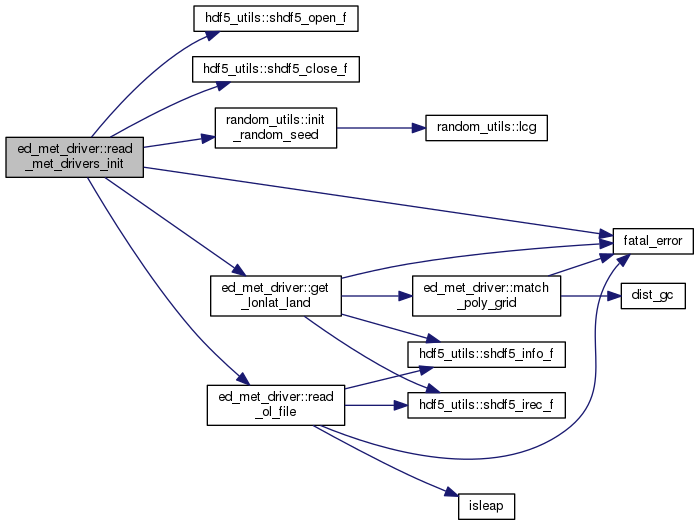 hdf5_utils::shdf5_open_f
hdf5_utils::shdf5_close_f
random_utils::init
_random_seed
random_utils::lcg
ed_met_driver::read
_met_drivers_init
fatal_error
ed_met_driver::get
_lonlat_land
ed_met_driver::match
_poly_grid
dist_gc
hdf5_utils::shdf5_info_f
ed_met_driver::read
_ol_file
hdf5_utils::shdf5_irec_f
isleap